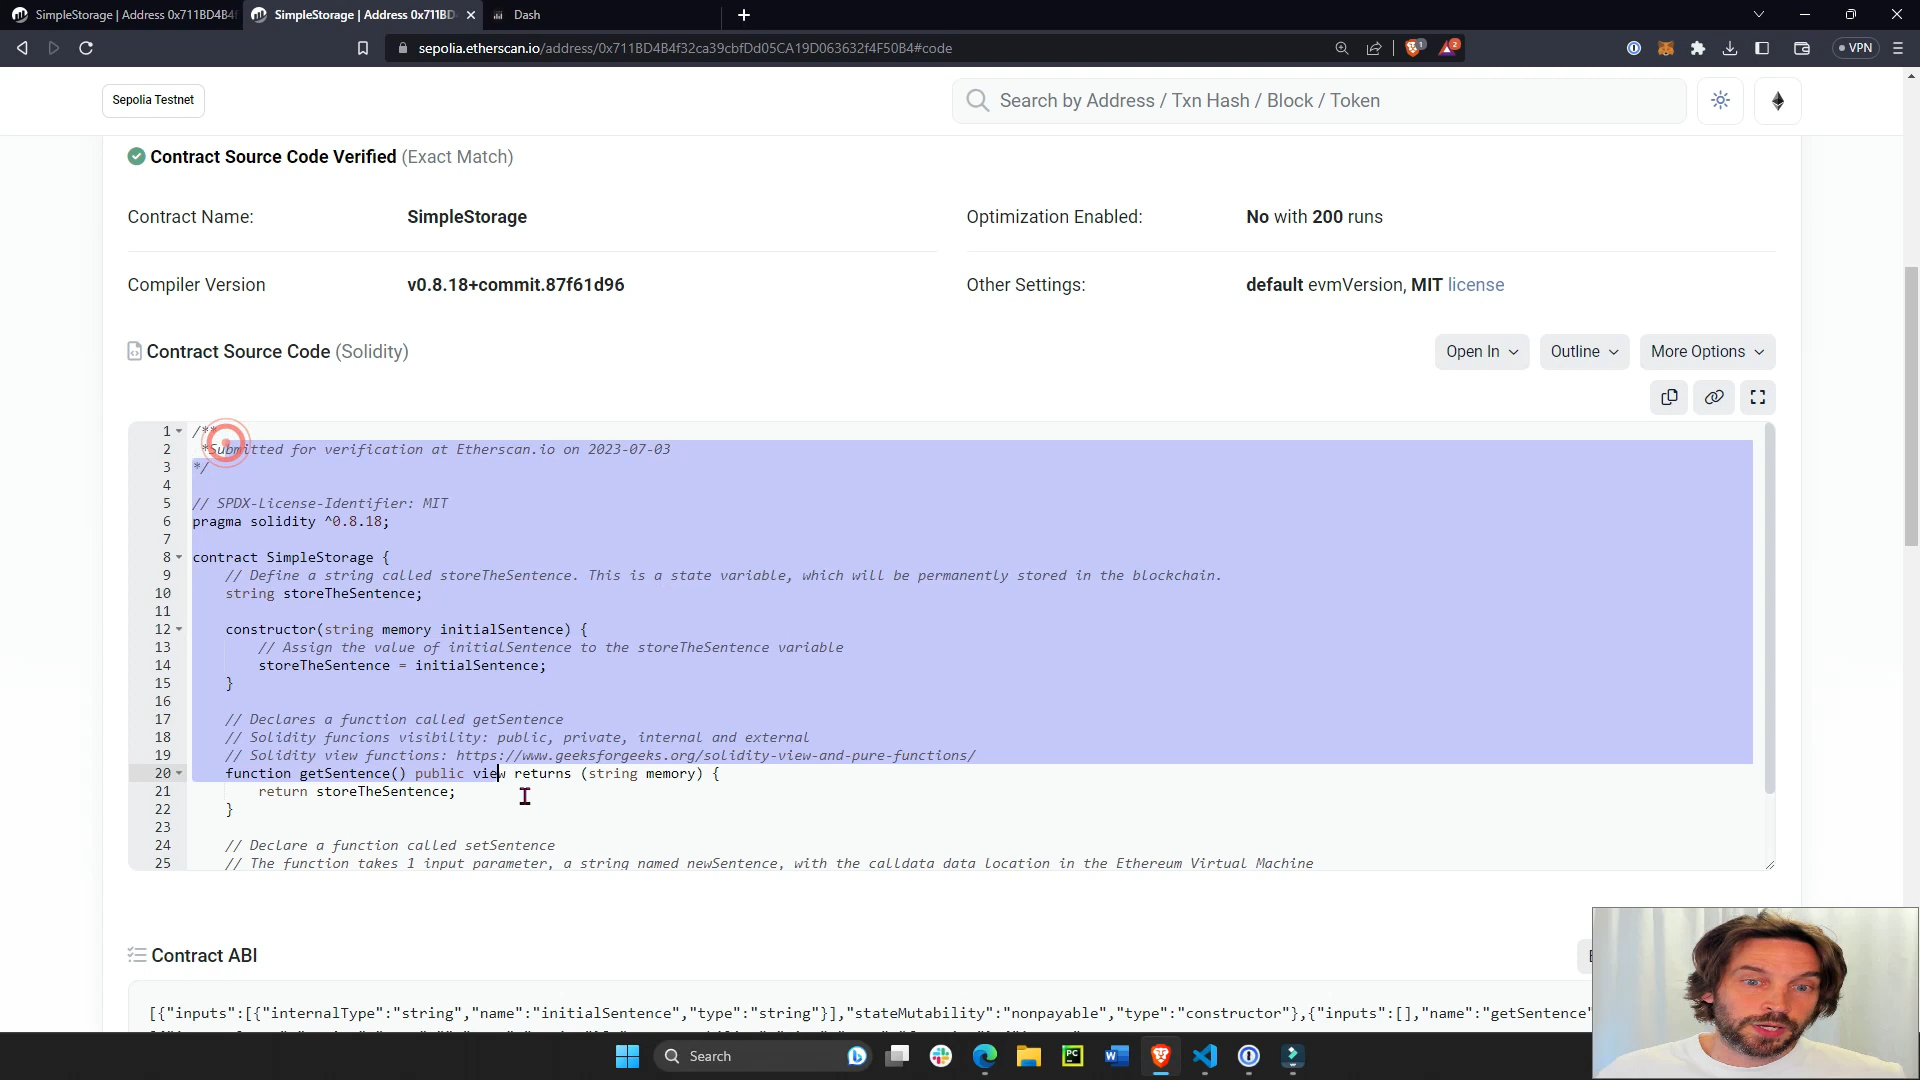 SimpleStorage | Address 0x711BD4B4f
SimpleStorage | Address 0x711BD
Dash
sepolia.etherscan.io/address/0x711BD4B4f32ca39cbfDd05CA19D063632f4F50B4#code
1
2
VPN
Sepolia Testnet
Search by Address / Txn Hash / Block / Token
Contract Source Code Verified (Exact Match)
Contract Name:
SimpleStorage
Optimization Enabled:
No with 200 runs
Compiler Version
v0.8.18+commit.87f61d96
Other Settings:
default evmVersion, MIT license
Contract Source Code (Solidity)
Open In
Outline
More Options
1 /**
2 *Submitted for verification at Etherscan.io on 2023-07-03
3 */
4
5 // SPDX-License-Identifier: MIT
6 pragma solidity ^0.8.18;
7
8 contract SimpleStorage {
9 // Define a string called storeTheSentence. This is a state variable, which will be permanently stored in the blockchain.
10 string storeTheSentence;
11
12 constructor(string memory initialSentence) {
13 // Assign the value of initialSentence to the storeTheSentence variable
14 storeTheSentence = initialSentence;
15 }
16
17 // Declares a function called getSentence
18 // Solidity funcions visibility: public, private, internal and external
19 // Solidity view functions: https://www.geeksforgeeks.org/solidity-view-and-pure-functions/
20 function getSentence() public view returns (string memory) {
21 return storeTheSentence;
22 }
23
24 // Declare a function called setSentence
25 // The function takes 1 input parameter, a string named newSentence, with the calldata data location in the Ethereum Virtual Machine
Contract ABI
[{"inputs":[{"internalType":"string","name":"initialSentence","type":"string"}],"stateMutability":"nonpayable","type":"constructor"},{"inputs":[],"name":"getSentence"
Search